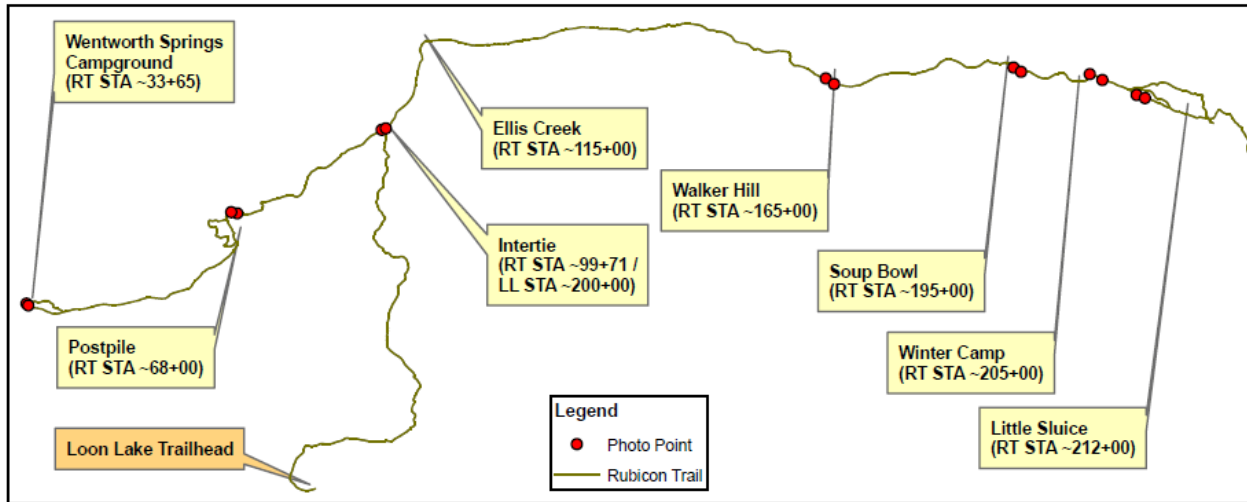 Wentworth Springs
Campground
(RT STA ~33+65)
Ellis Creek
(RT STA ~115+00)
Walker Hill
(RT STA ~165+00)
Intertie
(RT STA ~99+71 /
LL STA ~200+00)
Soup Bowl
(RT STA ~195+00)
Postpile
(RT STA ~68+00)
Winter Camp
(RT STA ~205+00)
Little Sluice
(RT STA ~212+00)
Loon Lake Trailhead
Legend
Photo Point
Rubicon Trail